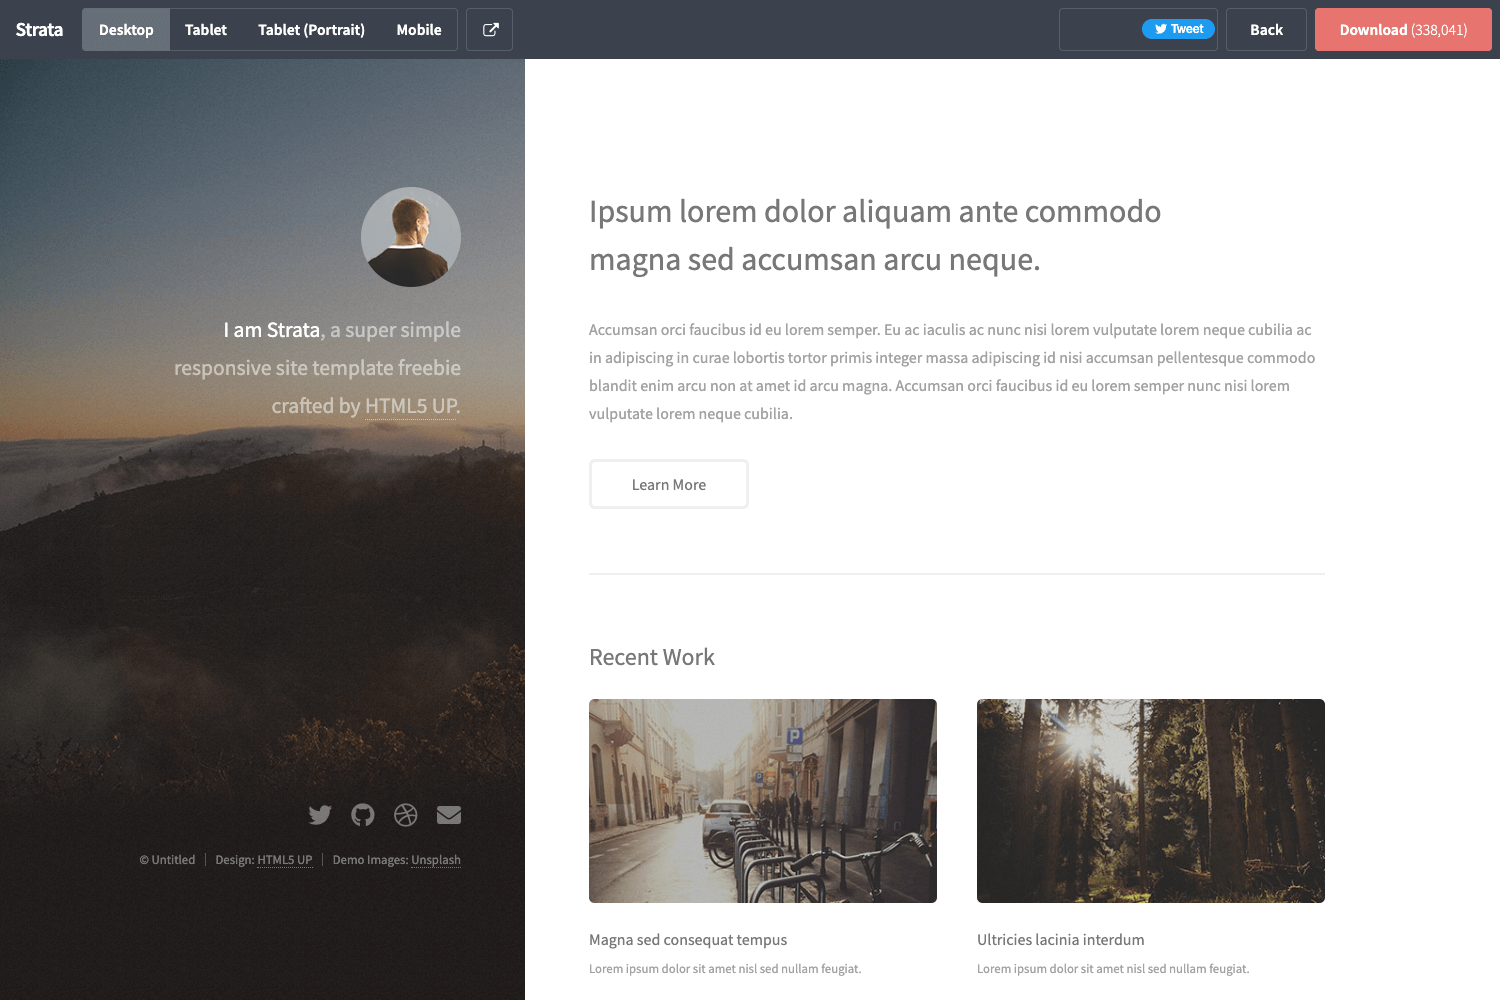 Strata
Desktop
Tablet
Tablet (Portrait)
Mobile
Tweet
Back
Download (338,041)
I am Strata, a super simple
responsive site template freebie
crafted by HTML5 UP.
© Untitled
Design: HTML5 UP
Demo Images: Unsplash
Ipsum lorem dolor aliquam ante commodo
magna sed accumsan arcu neque.
Accumsan orci faucibus id eu lorem semper. Eu ac iaculis ac nunc nisi lorem vulputate lorem neque cubilia ac
in adipiscing in curae lobortis tortor primis integer massa adipiscing id nisi accumsan pellentesque commodo
blandit enim arcu non at amet id arcu magna. Accumsan orci faucibus id eu lorem semper nunc nisi lorem
vulputate lorem neque cubilia.
Learn More
Recent Work
P
P
Magna sed consequat tempus
Lorem ipsum dolor sit amet nisl sed nullam feugiat.
Ultricies lacinia interdum
Lorem ipsum dolor sit amet nisl sed nullam feugiat.